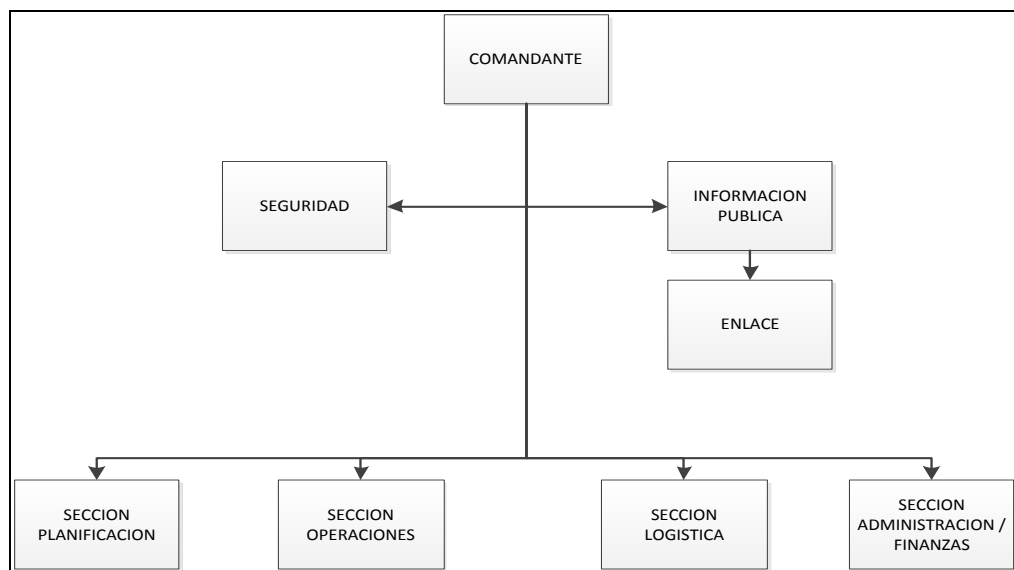 COMANDANTE
SEGURIDAD
INFORMACION
PUBLICA
ENLACE
SECCION
PLANIFICACION
SECCION
OPERACIONES
SECCION
LOGISTICA
SECCION
ADMINISTRACION /
FINANZAS